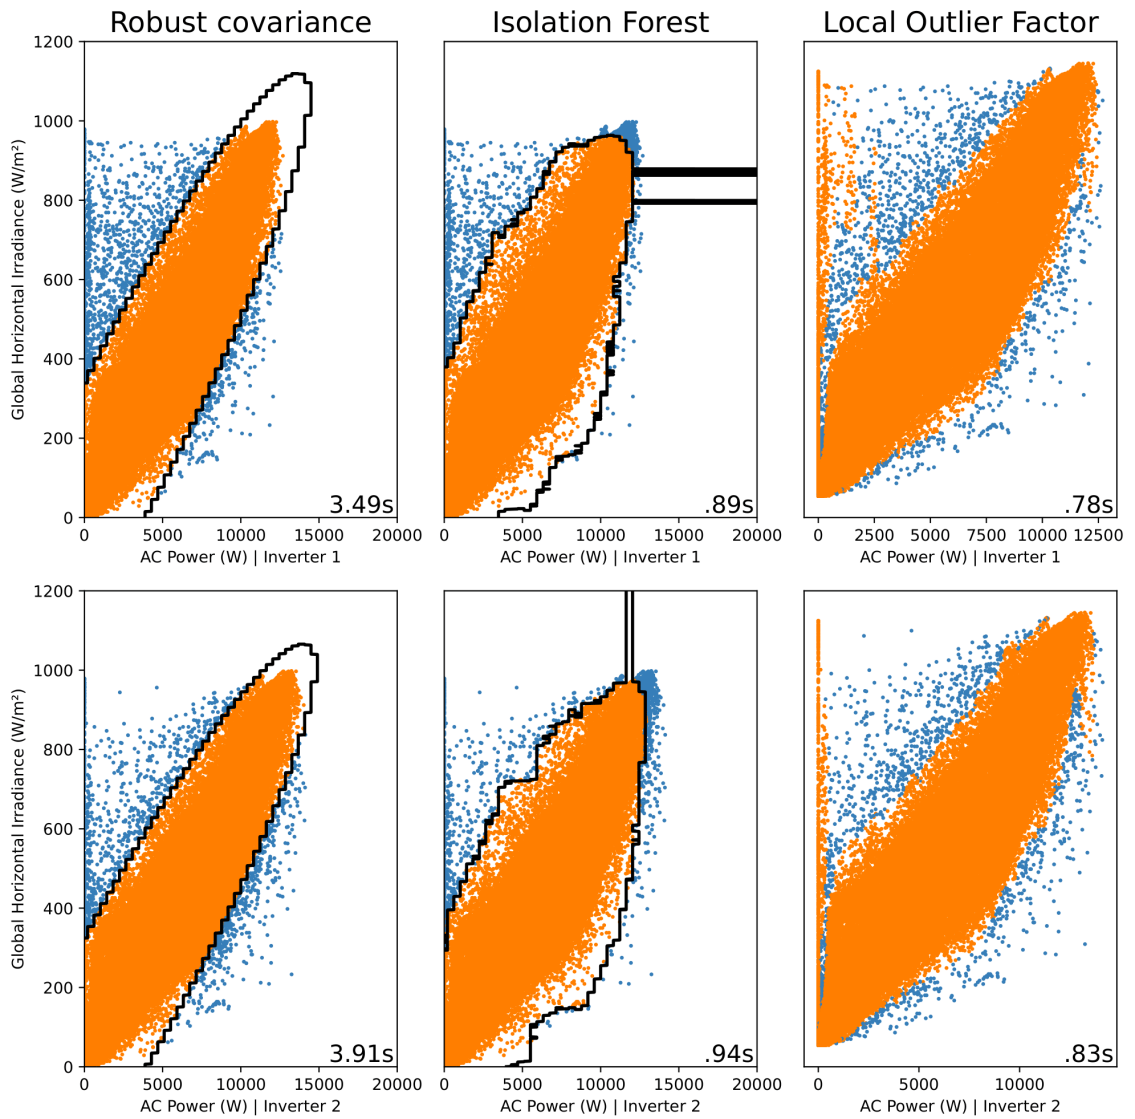 Robust covariance Isolation Forest Local Outlier Factor
1200
1000
800
600
400
200
0
Global Horizontal Irradiance (W/m²)
3.49s .89s .78s
0 5000 10000 15000 20000 0 5000 10000 15000 20000 0 2500 5000 7500 10000 12500
AC Power (W) | Inverter 1 AC Power (W) | Inverter 1 AC Power (W) | Inverter 1
1200
1000
800
600
400
200
0
Global Horizontal Irradiance (W/m²)
3.91s .94s .83s
0 5000 10000 15000 20000 0 5000 10000 15000 20000 0 5000 10000
AC Power (W) | Inverter 2 AC Power (W) | Inverter 2 AC Power (W) | Inverter 2